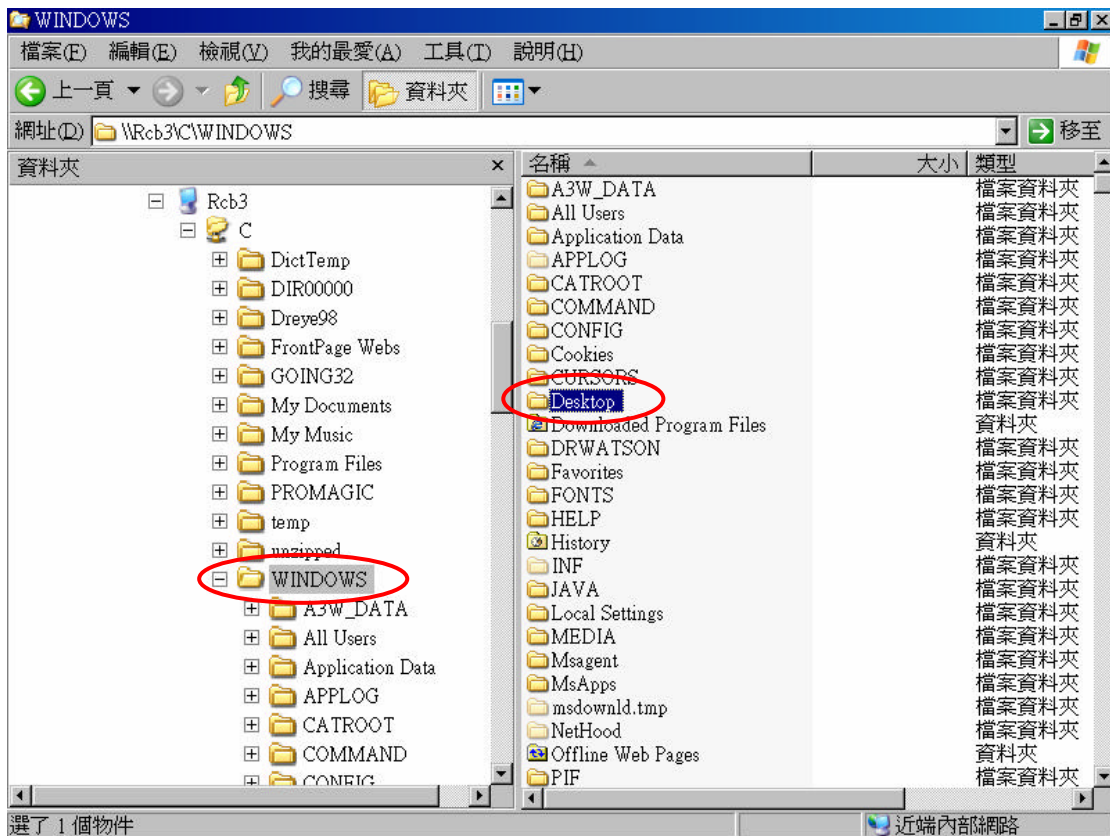 WINDOWS
檔案(F) 編輯(E) 檢視(V) 我的最愛(A) 工具(T) 說明(H)
上一頁 搜尋 資料夾
網址(D) \\Rcb3\C\WINDOWS 移至
資料夾
Rcb3
C
DictTemp
DIR00000
Dreye98
FrontPage Webs
GOING32
My Documents
My Music
Program Files
PROMAGIC
temp
unzipped
WINDOWS
A3W_DATA
All Users
Application Data
APPLOG
CATROOT
COMMAND
CONFIG
名稱 大小 類型
A3W_DATA 檔案資料夾
All Users 檔案資料夾
Application Data 檔案資料夾
APPLOG 檔案資料夾
CATROOT 檔案資料夾
COMMAND 檔案資料夾
CONFIG 檔案資料夾
Cookies 檔案資料夾
CURSORS 檔案資料夾
Desktop 檔案資料夾
Downloaded Program Files 資料夾
DRWATSON 檔案資料夾
Favorites 檔案資料夾
FONTS 檔案資料夾
HELP 檔案資料夾
History 資料夾
INF 檔案資料夾
JAVA 檔案資料夾
Local Settings 檔案資料夾
MEDIA 檔案資料夾
Msagent 檔案資料夾
MsApps 檔案資料夾
msdownld.tmp 檔案資料夾
NetHood 檔案資料夾
Offline Web Pages 資料夾
PIF 檔案資料夾
選了 1 個物件 近端內部網路